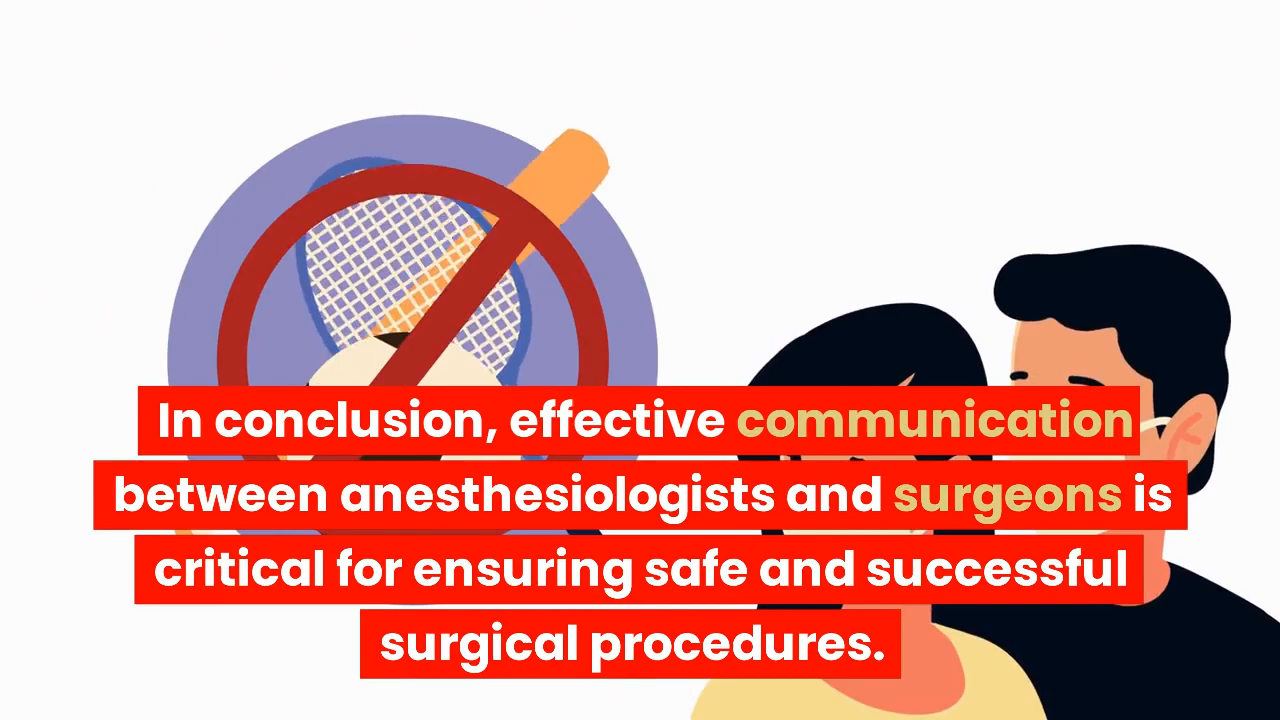 In conclusion, effective communication
between anesthesiologists and surgeons is
critical for ensuring safe and successful
surgical procedures.